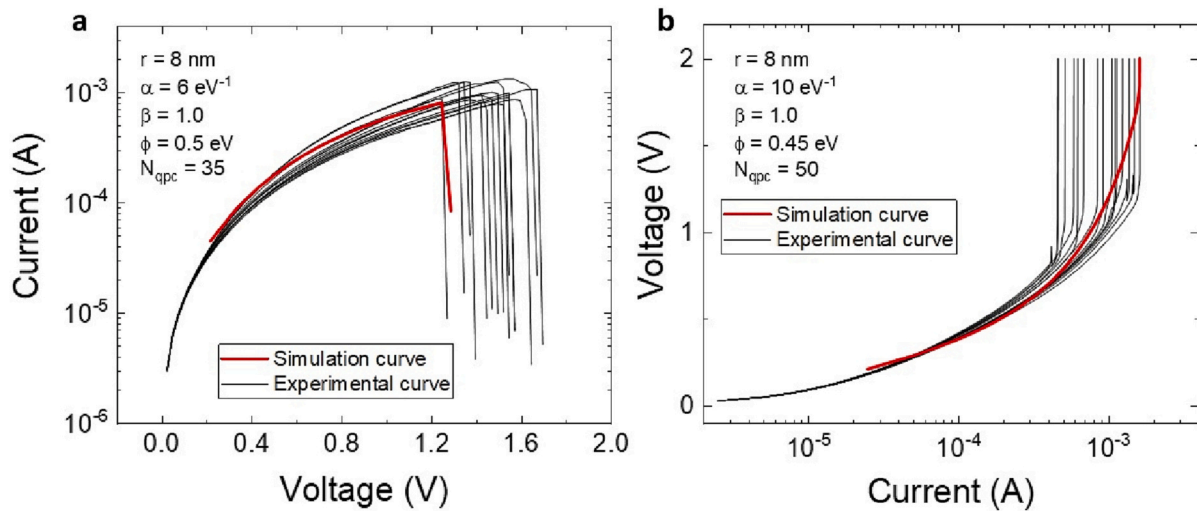 a
r = 8 nm
α = 6 eV⁻¹
β = 1.0
ϕ = 0.5 eV
N_qpc = 35
Simulation curve
Experimental curve
10⁻³
10⁻⁴
10⁻⁵
10⁻⁶
Current (A)
0.0 0.4 0.8 1.2 1.6 2.0
Voltage (V)
b
r = 8 nm
α = 10 eV⁻¹
β = 1.0
ϕ = 0.45 eV
N_qpc = 50
Simulation curve
Experimental curve
2
1
0
Voltage (V)
10⁻⁵ 10⁻⁴ 10⁻³
Current (A)